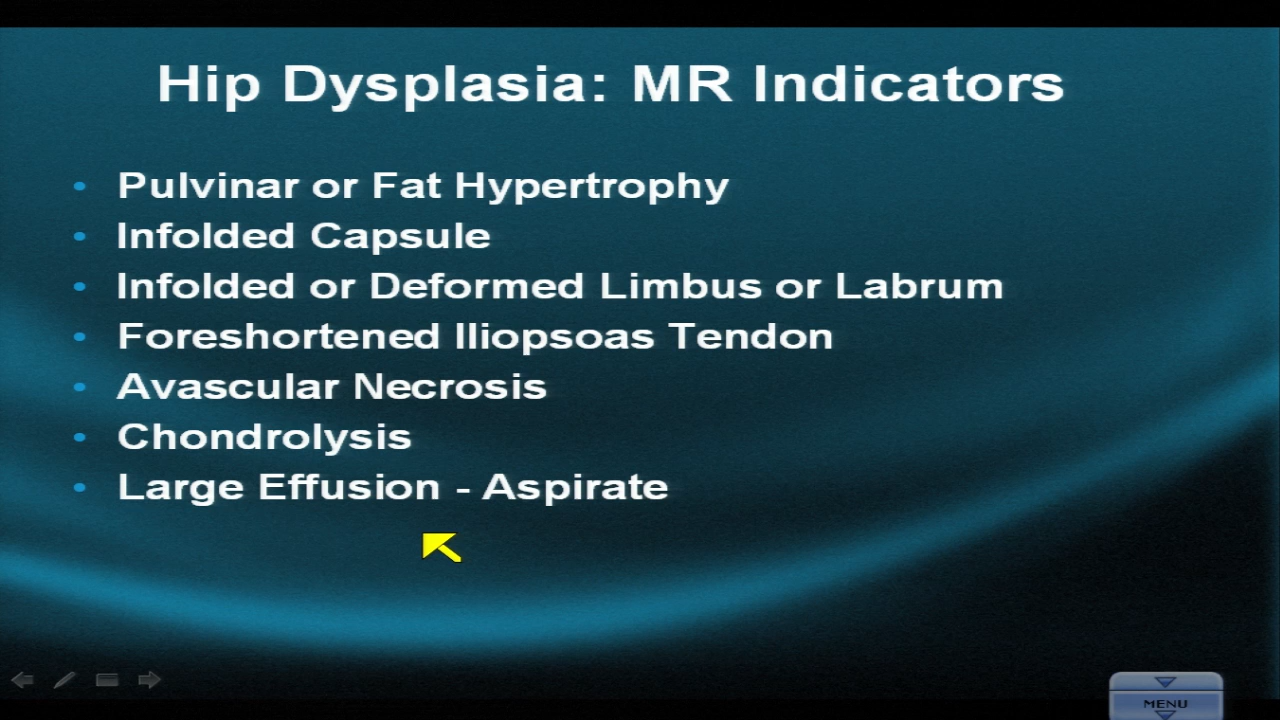 Hip Dysplasia: MR Indicators
• Pulvinar or Fat Hypertrophy
• Infolded Capsule
• Infolded or Deformed Limbus or Labrum
• Foreshortened Iliopsoas Tendon
• Avascular Necrosis
• Chondrolysis
• Large Effusion - Aspirate
MENU